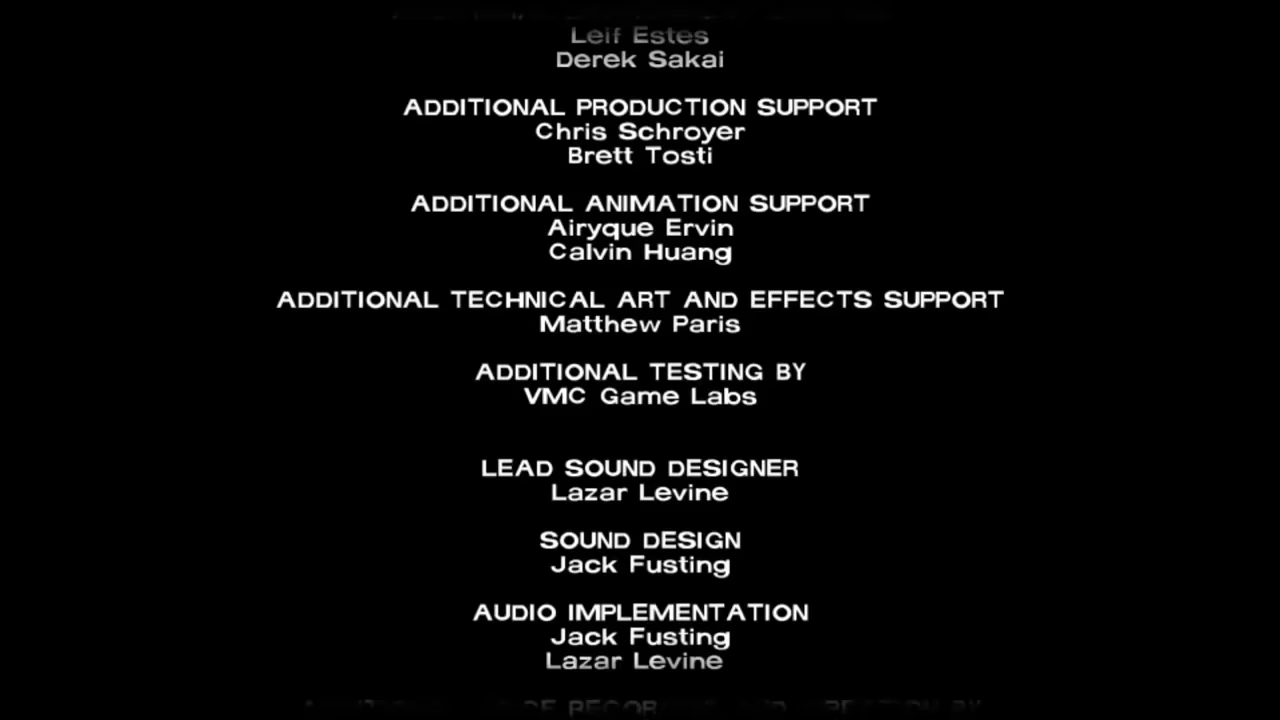 Leif Estes
Derek Sakai
ADDITIONAL PRODUCTION SUPPORT
Chris Schroyer
Brett Tosti
ADDITIONAL ANIMATION SUPPORT
Airyque Ervin
Calvin Huang
ADDITIONAL TECHNICAL ART AND EFFECTS SUPPORT
Matthew Paris
ADDITIONAL TESTING BY
VMC Game Labs
LEAD SOUND DESIGNER
Lazar Levine
SOUND DESIGN
Jack Fusting
AUDIO IMPLEMENTATION
Jack Fusting
Lazar Levine